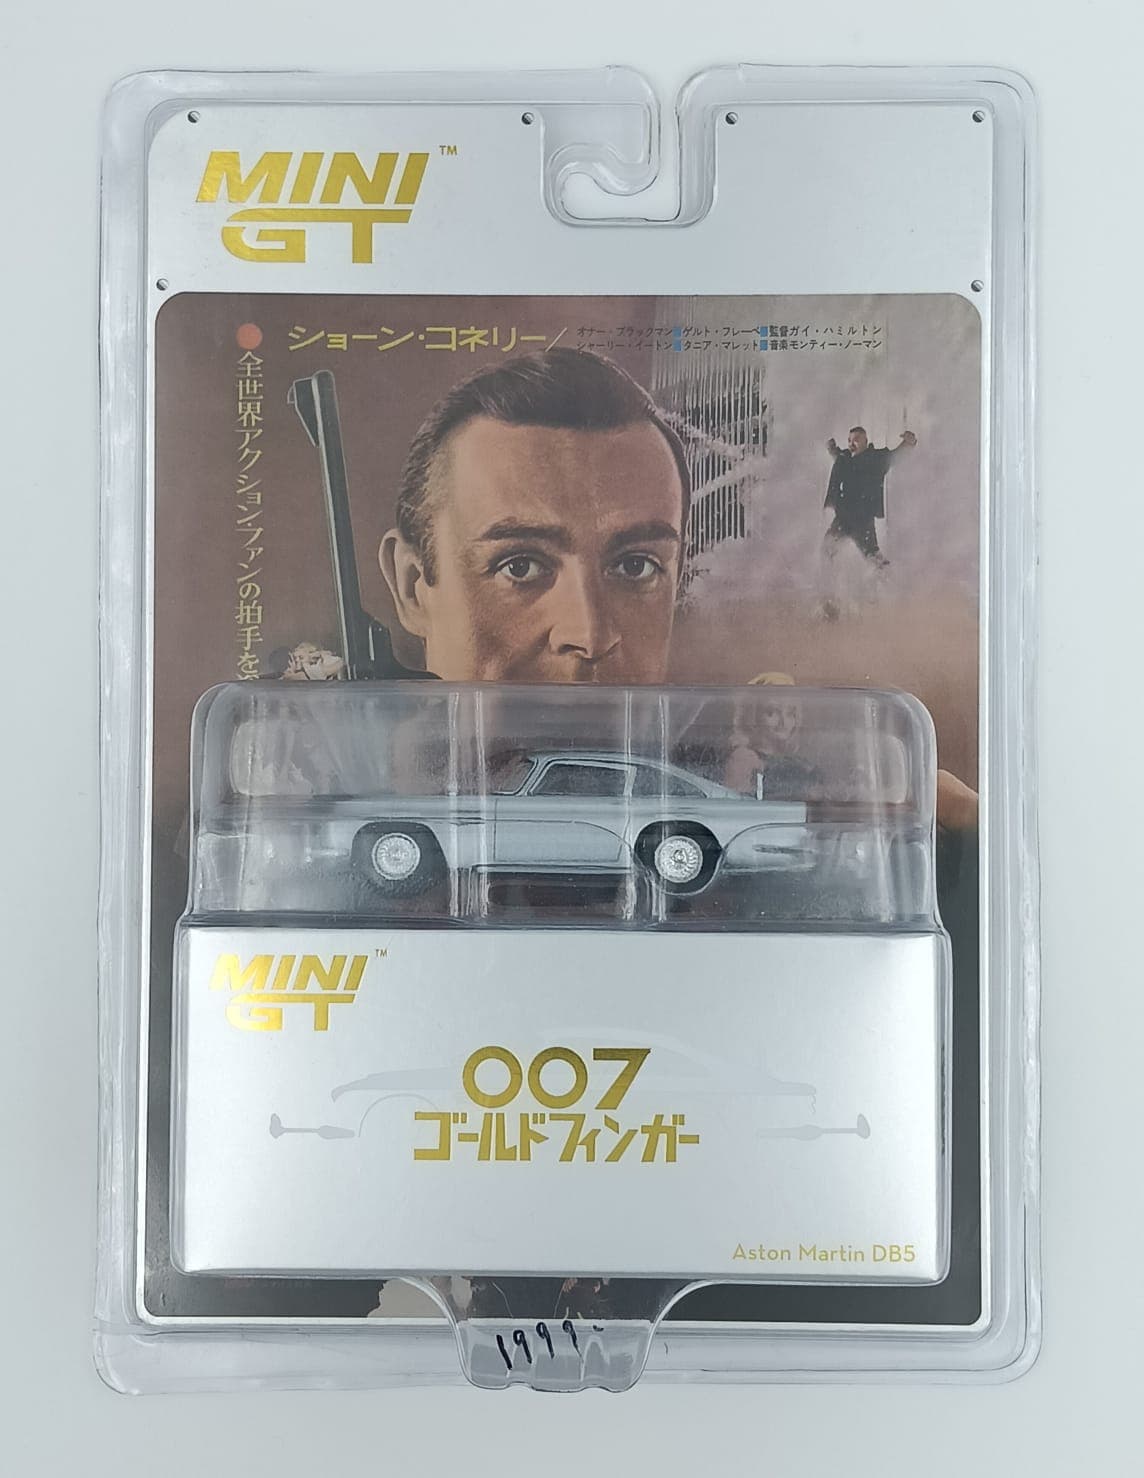 MINI™
GT
ショーン・コネリー/
オナー・ブラックマン■ゲルト・フレーベ■監督ガイ・ハミルトン
シャーリー・イートン■タニア・マレット■音楽モンティー・ノーマン
●全世界アクション・ファンの拍手を
MINI™
GT
007
ゴールドフィンガー
Aston Martin DB5
1999-